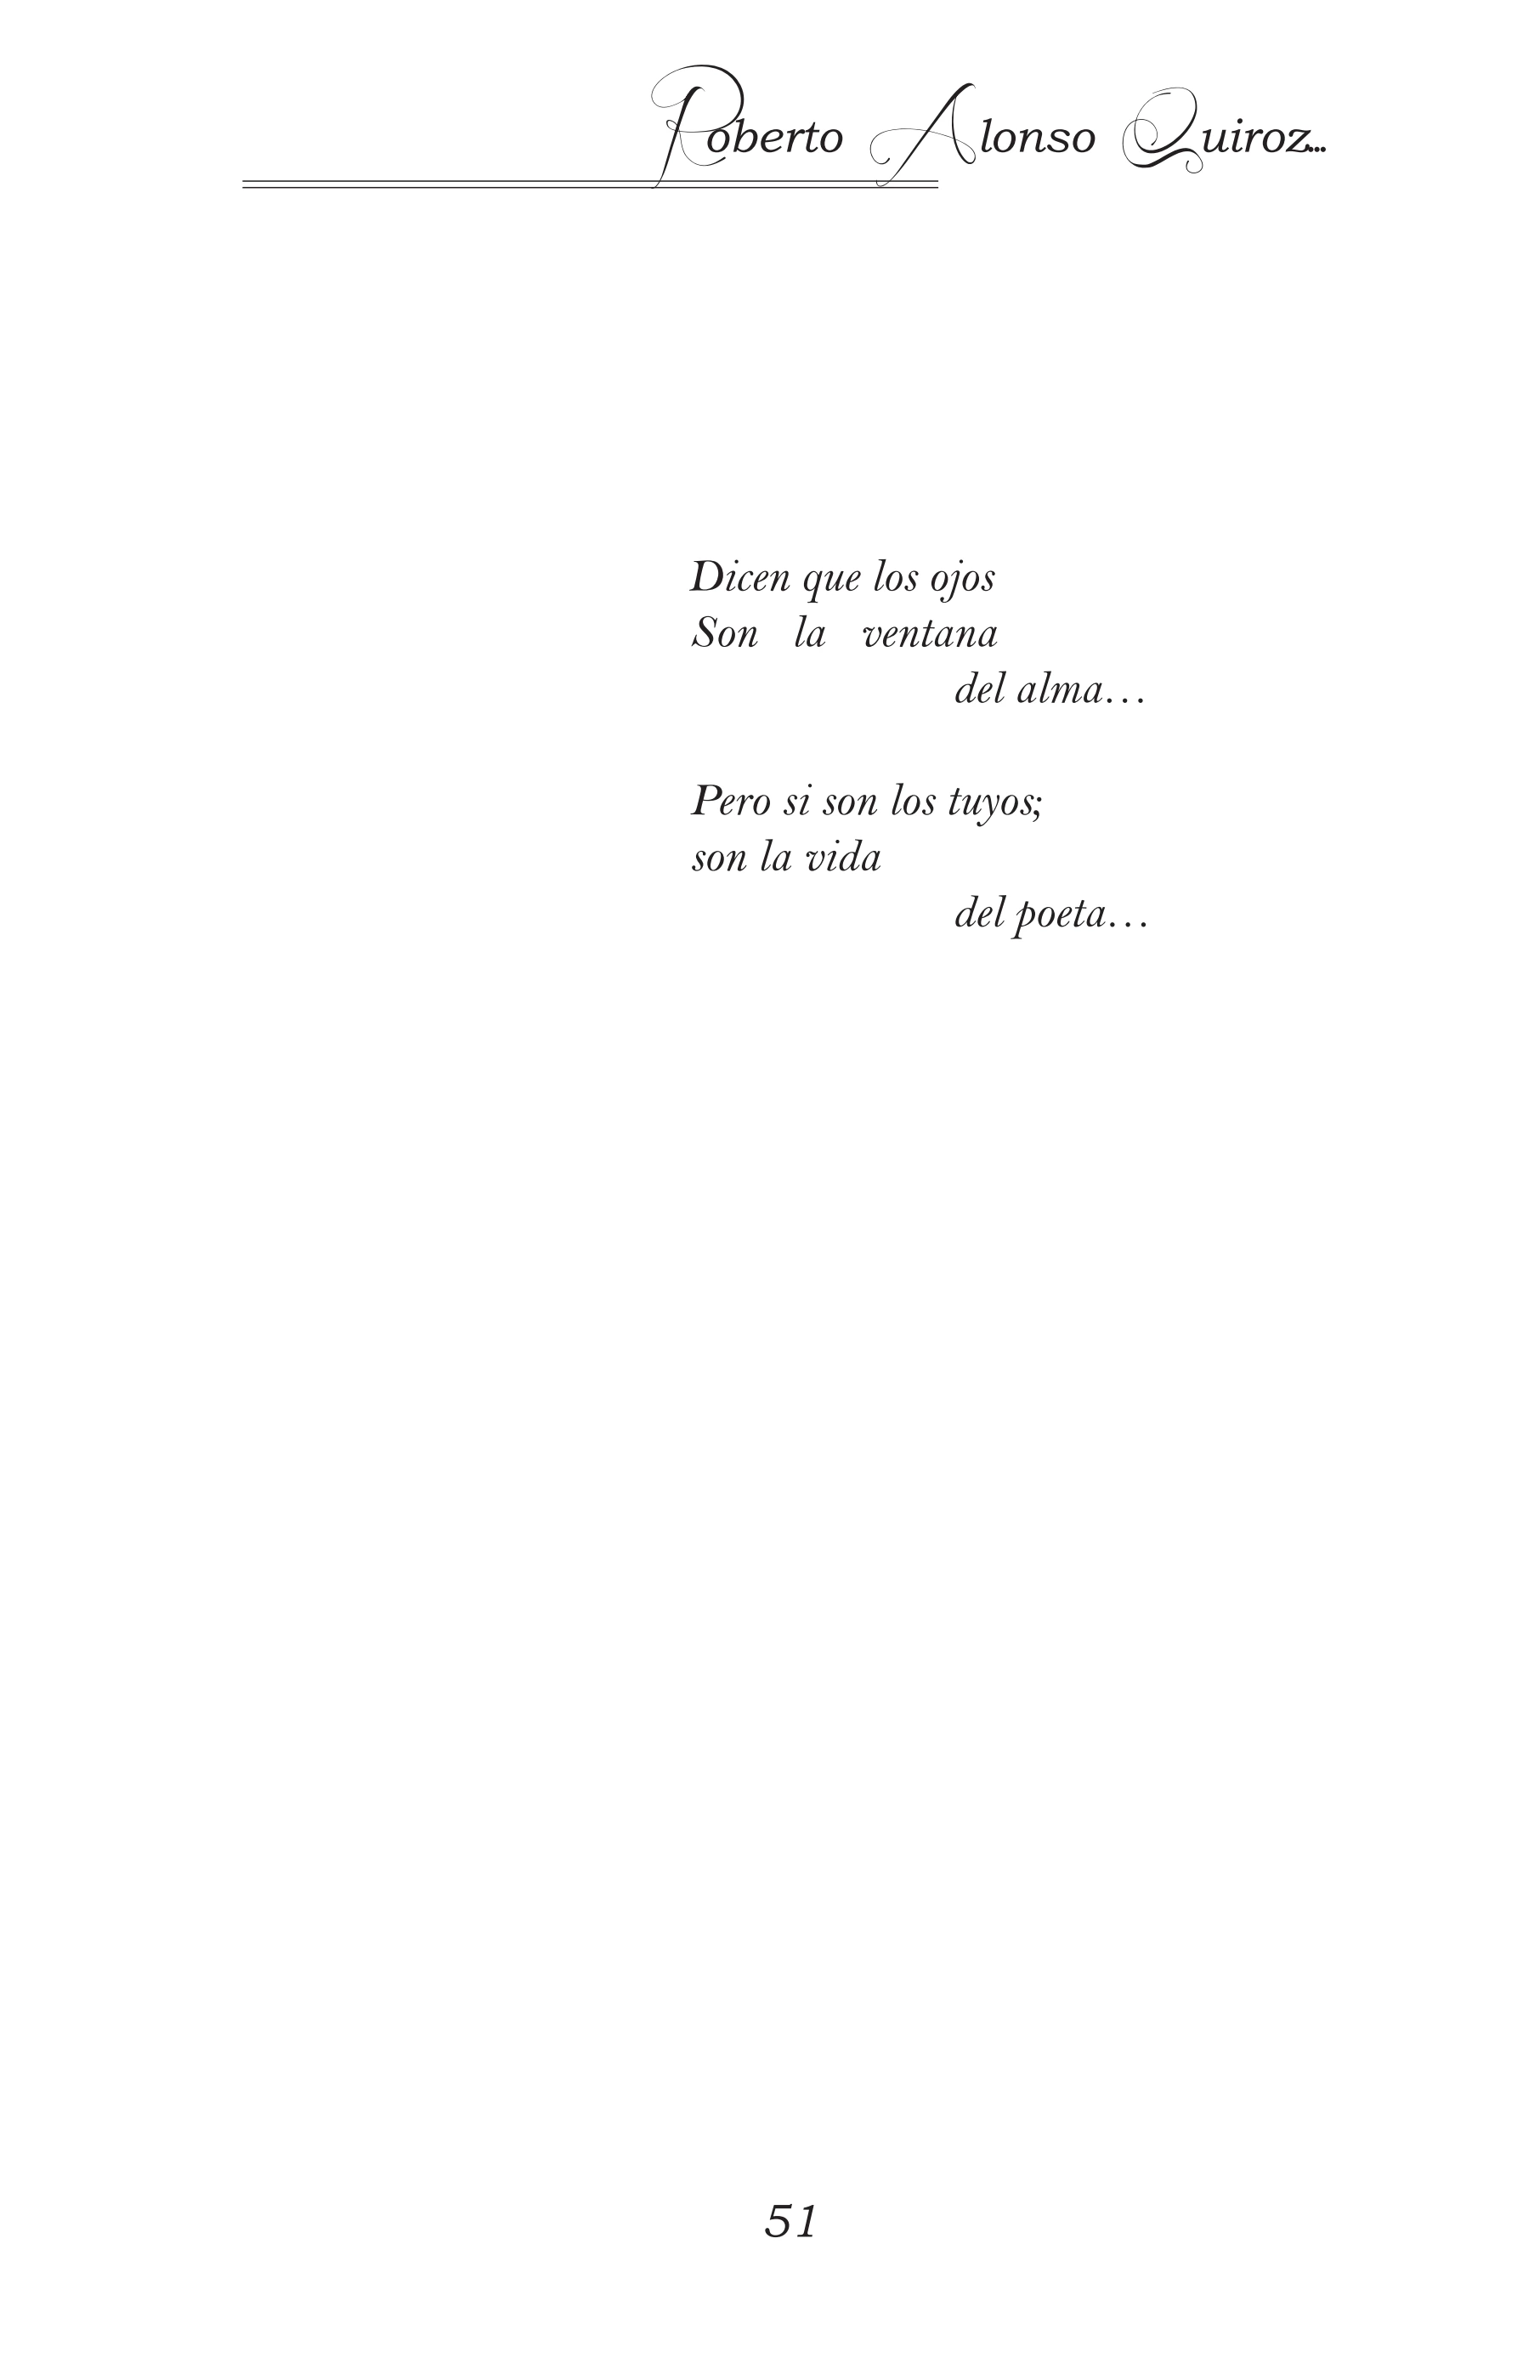 Roberto Alonso Quiroz...
Dicen que los ojos
Son la ventana
del alma…
Pero si son los tuyos;
son la vida
del poeta…
51